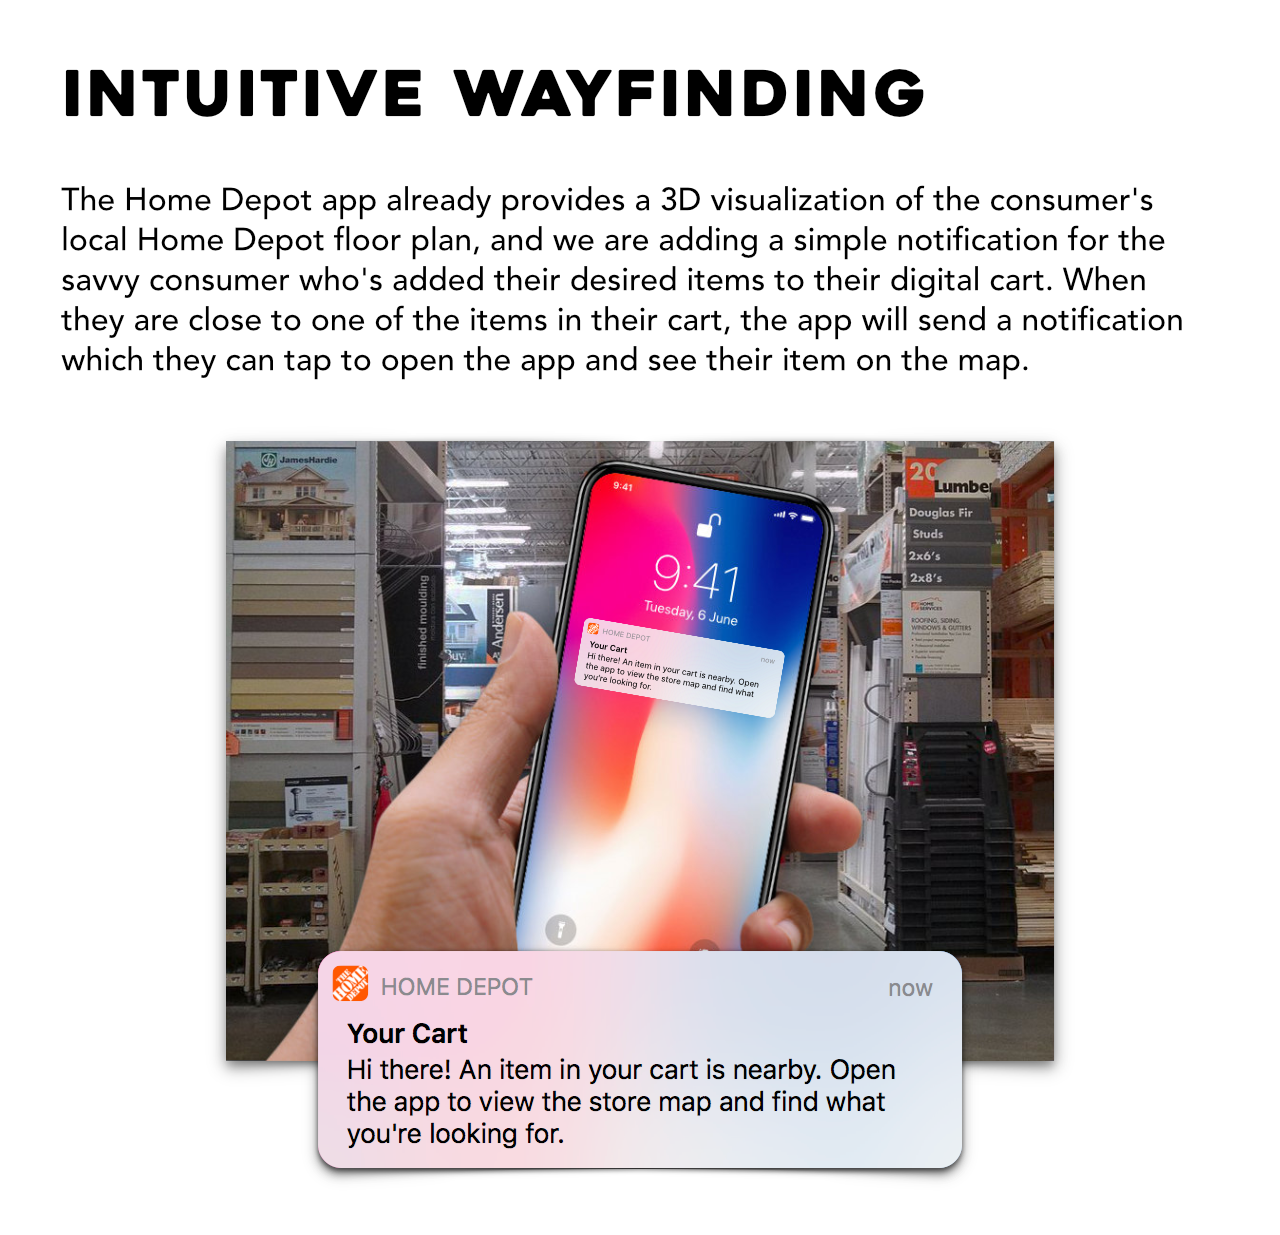 INTUITIVE WAYFINDING
The Home Depot app already provides a 3D visualization of the consumer's
local Home Depot floor plan, and we are adding a simple notification for the
savvy consumer who's added their desired items to their digital cart. When
they are close to one of the items in their cart, the app will send a notification
which they can tap to open the app and see their item on the map.
JamesHardie
finished moulding
Buy.
Andersen
9:41
9:41
Tuesday, 6 June
HOME DEPOT
now
Your Cart
Hi there! An item in your cart is nearby. Open
the app to view the store map and find what
you're looking for.
20
Lumbe
Douglas Fir
Studs
2x6's
2x8's
HOME
SERVICES
ROOFING, SIDING,
WINDOWS & GUTTERS
THE
HOME
DEPOT
HOME DEPOT
now
Your Cart
Hi there! An item in your cart is nearby. Open
the app to view the store map and find what
you're looking for.